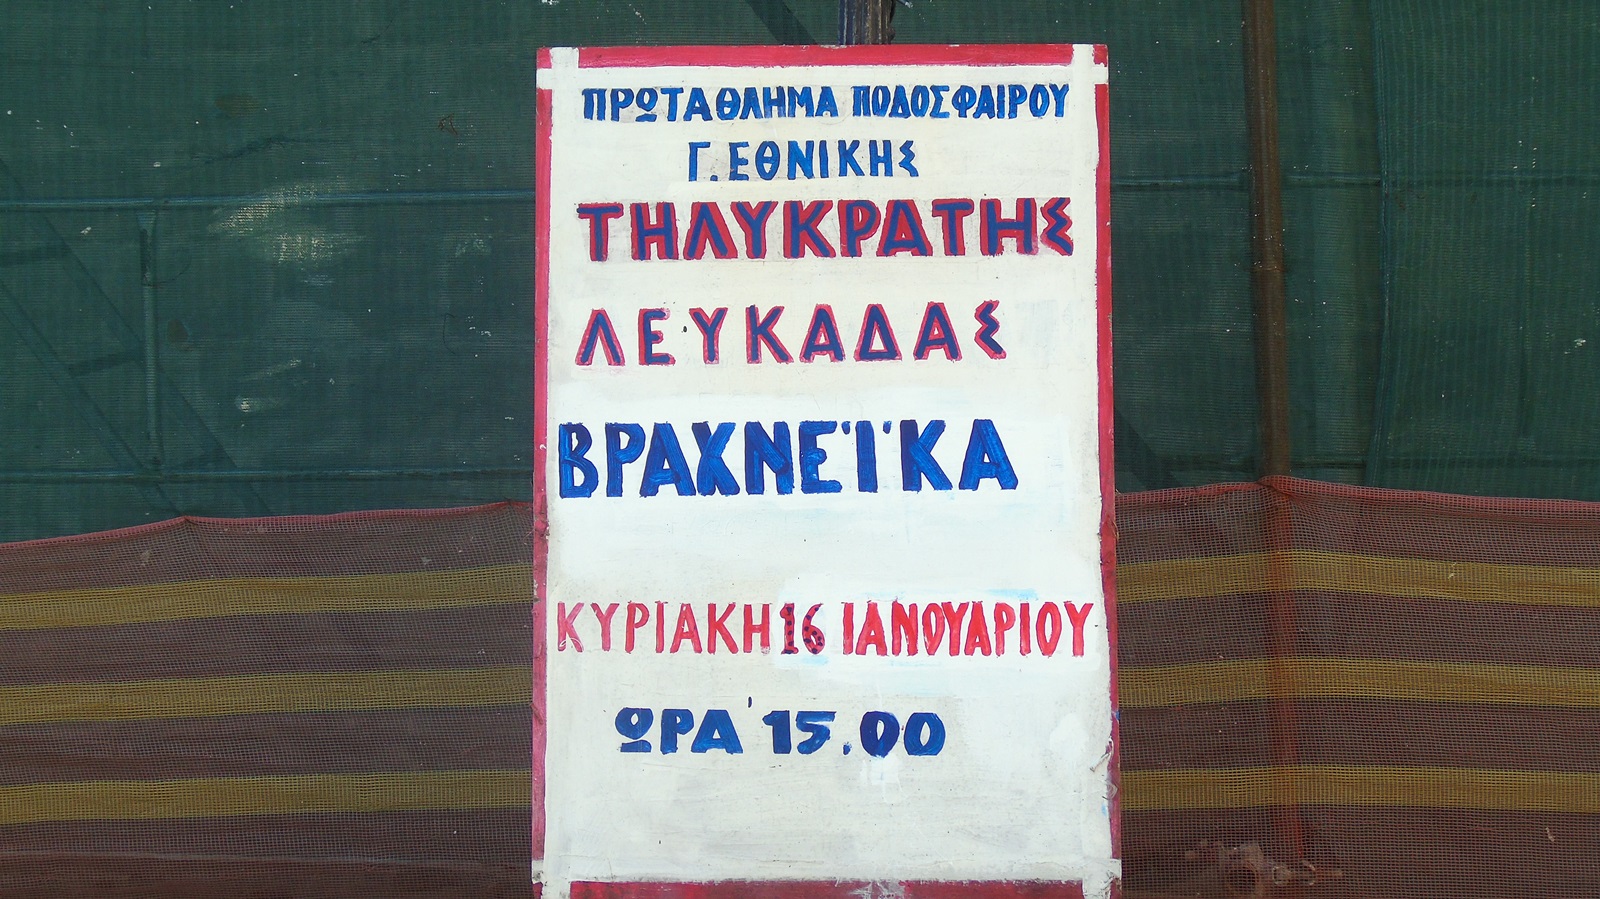 ΠΡΩΤΑΘΛΗΜΑ ΠΟΔΟΣΦΑΙΡΟΥ
Γ. ΕΘΝΙΚΗΣ
ΤΗΛΥΚΡΑΤΗΣ
ΛΕΥΚΑΔΑΣ
ΒΡΑΧΝΕΪΚΑ
ΚΥΡΙΑΚΗ 16 ΙΑΝΟΥΑΡΙΟΥ
ΩΡΑ 15.00